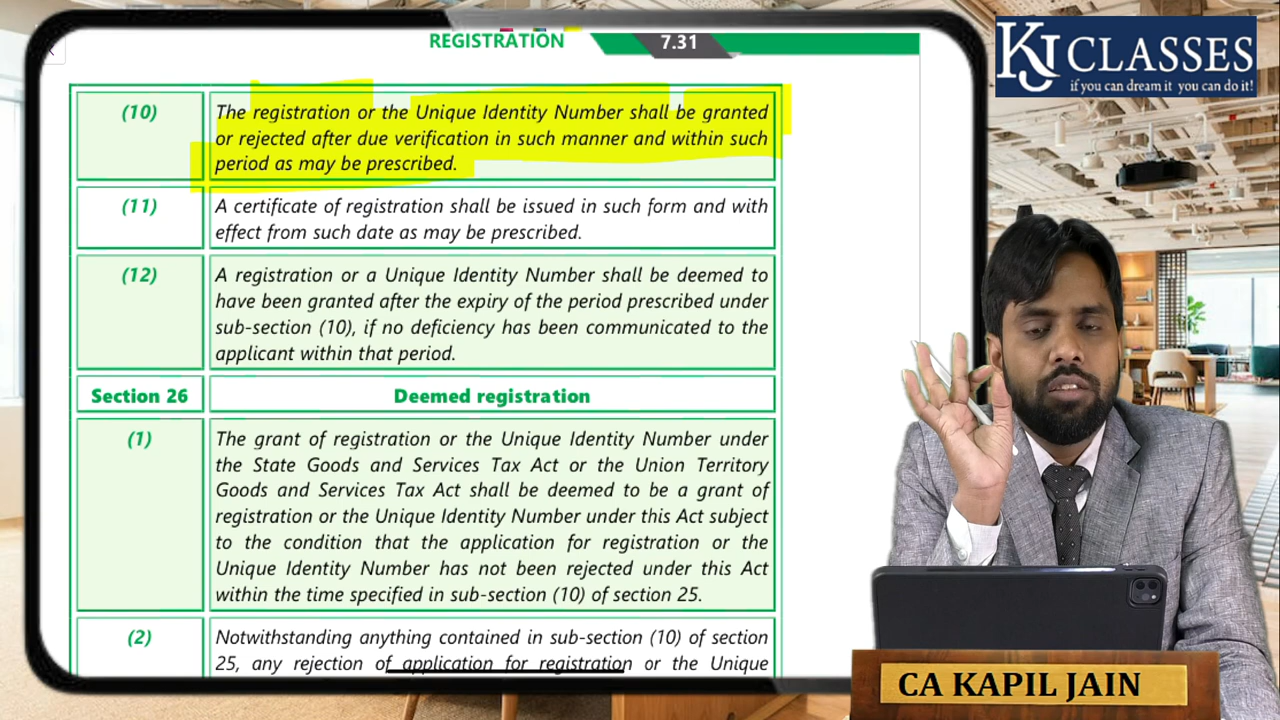 REGISTRATION 7.31
(10) The registration or the Unique Identity Number shall be granted
or rejected after due verification in such manner and within such
period as may be prescribed.
(11) A certificate of registration shall be issued in such form and with
effect from such date as may be prescribed.
(12) A registration or a Unique Identity Number shall be deemed to
have been granted after the expiry of the period prescribed under
sub-section (10), if no deficiency has been communicated to the
applicant within that period.
Section 26 Deemed registration
(1) The grant of registration or the Unique Identity Number under
the State Goods and Services Tax Act or the Union Territory
Goods and Services Tax Act shall be deemed to be a grant of
registration or the Unique Identity Number under this Act subject
to the condition that the application for registration or the
Unique Identity Number has not been rejected under this Act
within the time specified in sub-section (10) of section 25.
(2) Notwithstanding anything contained in sub-section (10) of section
25, any rejection of application for registration or the Unique
KJ CLASSES
if you can dream it you can do it!
CA KAPIL JAIN